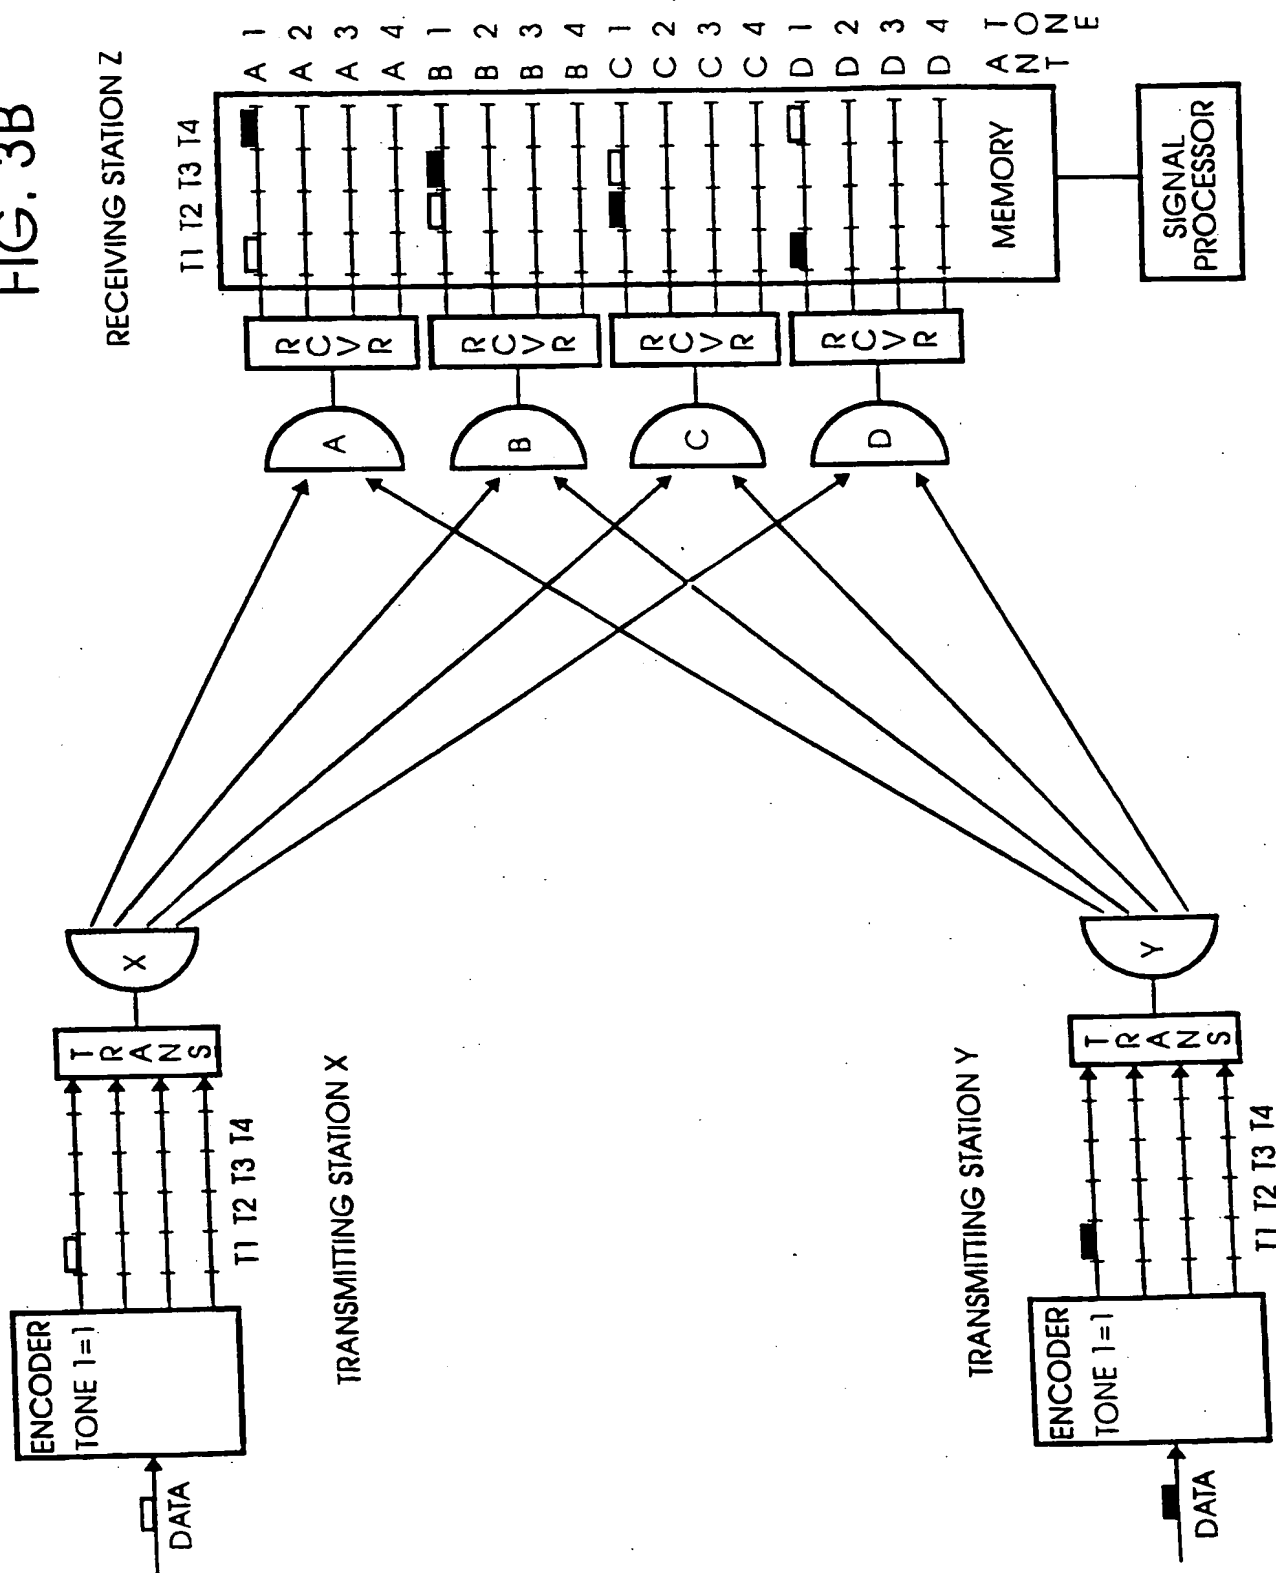 FIG. 3B
RECEIVING STATION Z
T1 T2 T3 T4
A 1
A 2
A 3
A 4
B 1
B 2
B 3
B 4
C 1
C 2
C 3
C 4
D 1
D 2
D 3
D 4
ANT
TONE
MEMORY
SIGNAL
PROCESSOR
RCVR
RCVR
RCVR
RCVR
A
B
C
D
X
TRANS
T1 T2 T3 T4
ENCODER
TONE 1=1
DATA
TRANSMITTING STATION X
Y
TRANS
T1 T2 T3 T4
ENCODER
TONE 1=1
DATA
TRANSMITTING STATION Y